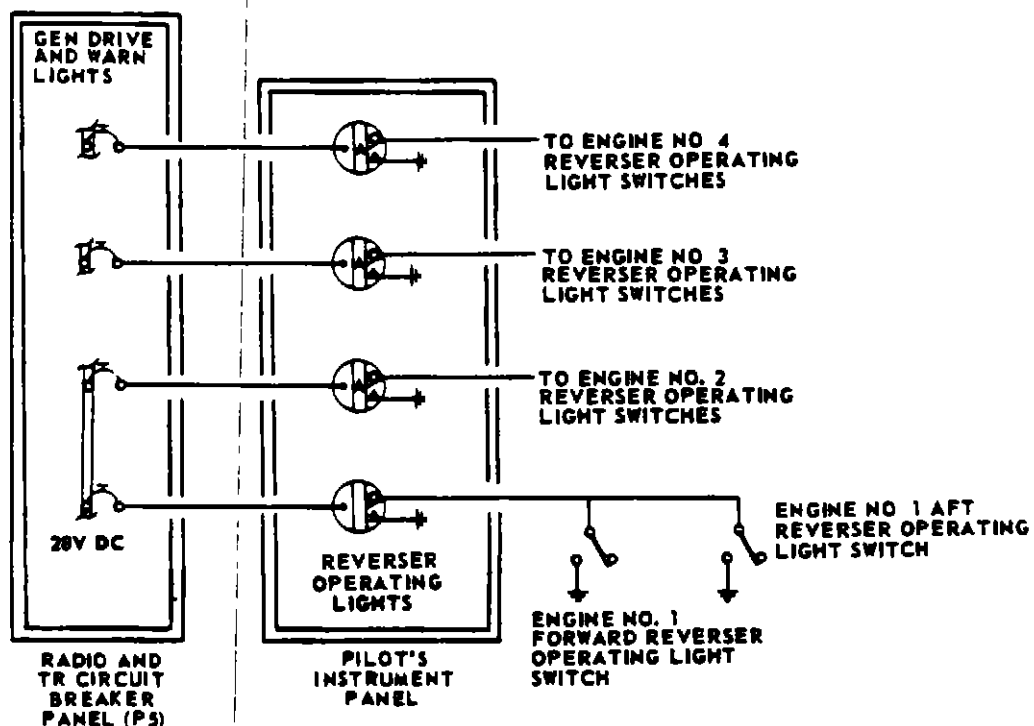 GEN DRIVE
AND WARN
LIGHTS
TO ENGINE NO 4
REVERSER OPERATING
LIGHT SWITCHES
TO ENGINE NO 3
REVERSER OPERATING
LIGHT SWITCHES
TO ENGINE NO. 2
REVERSER OPERATING
LIGHT SWITCHES
28V DC
REVERSER
OPERATING
LIGHTS
ENGINE NO 1 AFT
REVERSER OPERATING
LIGHT SWITCH
ENGINE NO. 1
FORWARD REVERSER
OPERATING LIGHT
SWITCH
RADIO AND
TR CIRCUIT
BREAKER
PANEL (P5)
PILOT'S
INSTRUMENT
PANEL